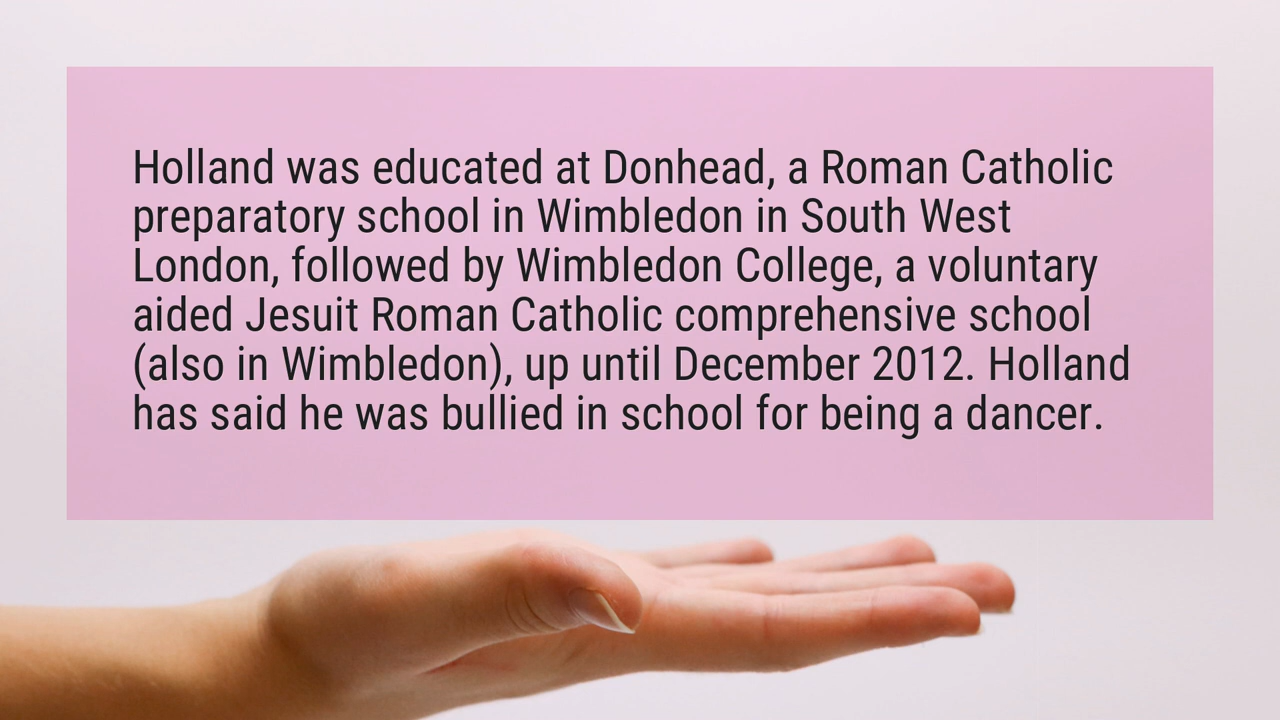 Holland was educated at Donhead, a Roman Catholic
preparatory school in Wimbledon in South West
London, followed by Wimbledon College, a voluntary
aided Jesuit Roman Catholic comprehensive school
(also in Wimbledon), up until December 2012. Holland
has said he was bullied in school for being a dancer.